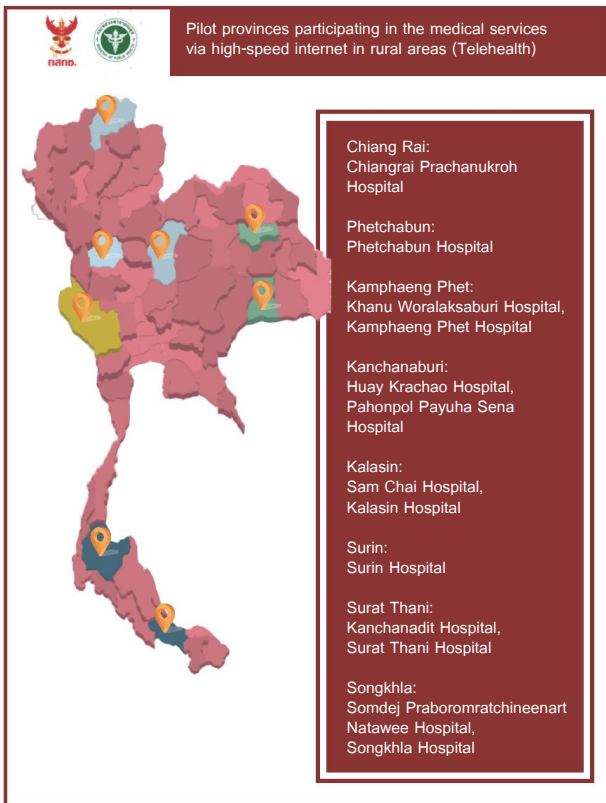 กสทช.
Pilot provinces participating in the medical services
via high-speed internet in rural areas (Telehealth)
Chiang Rai:
Chiangrai Prachanukroh
Hospital
Phetchabun:
Phetchabun Hospital
Kamphaeng Phet:
Khanu Woralaksaburi Hospital,
Kamphaeng Phet Hospital
Kanchanaburi:
Huay Krachao Hospital,
Pahonpol Payuha Sena
Hospital
Kalasin:
Sam Chai Hospital,
Kalasin Hospital
Surin:
Surin Hospital
Surat Thani:
Kanchanadit Hospital,
Surat Thani Hospital
Songkhla:
Somdej Praboromratchineenart
Natawee Hospital,
Songkhla Hospital